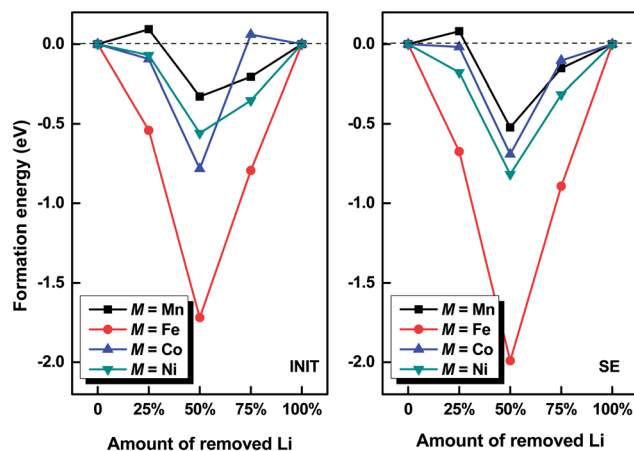 Formation energy (eV)
0.0
-0.5
-1.0
-1.5
-2.0
M = Mn
M = Fe
M = Co
M = Ni
INIT
0 25% 50% 75% 100%
Amount of removed Li
0.0
-0.5
-1.0
-1.5
-2.0
M = Mn
M = Fe
M = Co
M = Ni
SE
0 25% 50% 75% 100%
Amount of removed Li